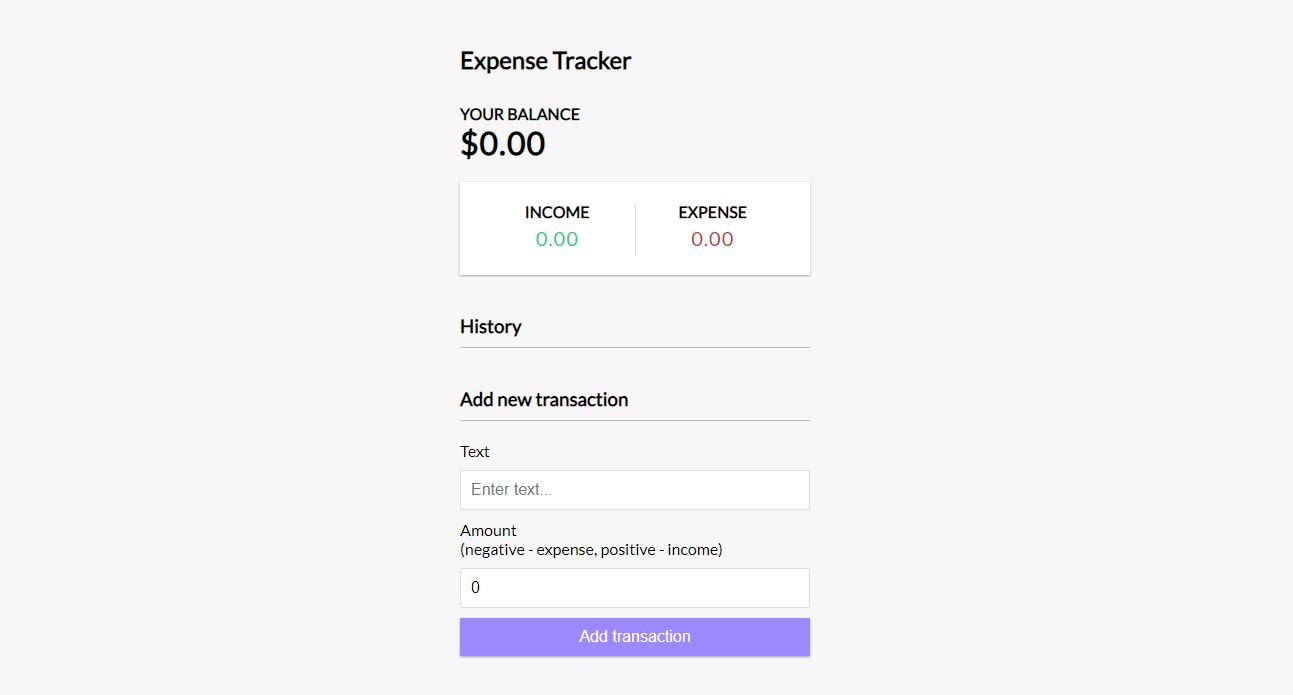 Expense Tracker
YOUR BALANCE
$0.00
INCOME
0.00
EXPENSE
0.00
History
Add new transaction
Text
Enter text...
Amount
(negative - expense, positive - income)
0
Add transaction